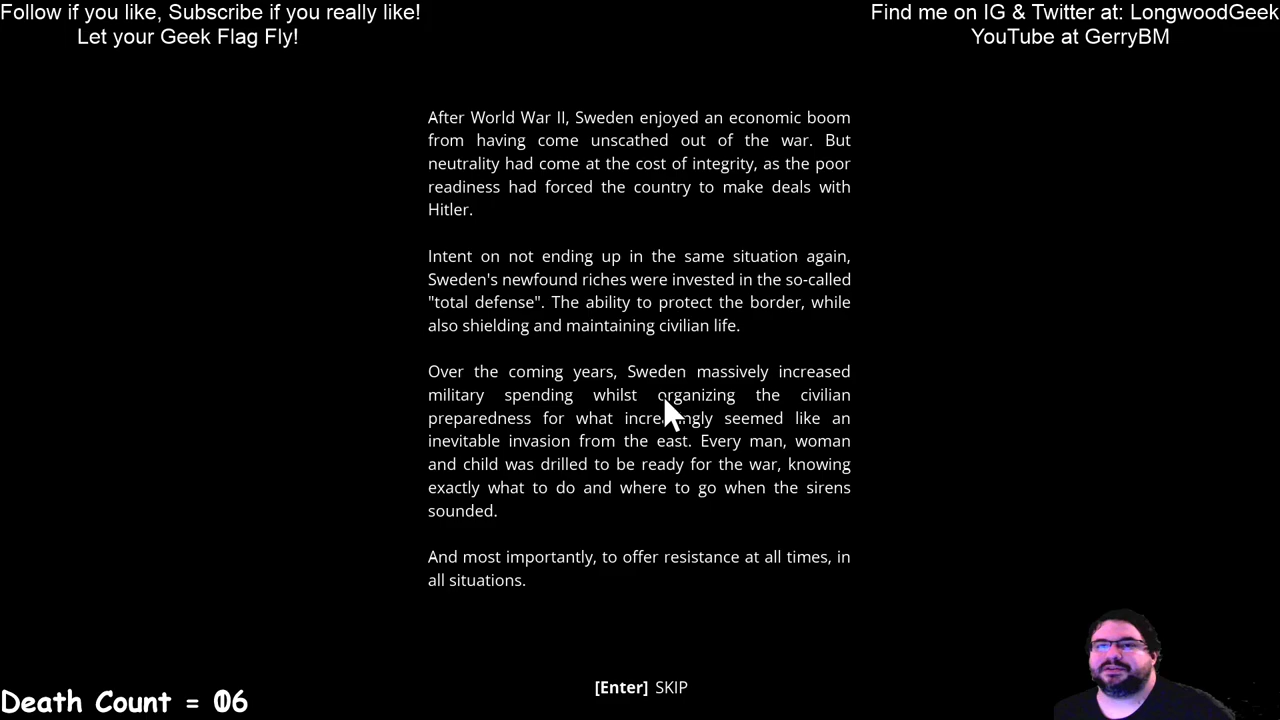 Follow if you like, Subscribe if you really like!
Let your Geek Flag Fly!
Find me on IG & Twitter at: LongwoodGeek
YouTube at GerryBM
After World War II, Sweden enjoyed an economic boom
from having come unscathed out of the war. But
neutrality had come at the cost of integrity, as the poor
readiness had forced the country to make deals with
Hitler.
Intent on not ending up in the same situation again,
Sweden's newfound riches were invested in the so-called
"total defense". The ability to protect the border, while
also shielding and maintaining civilian life.
Over the coming years, Sweden massively increased
military spending whilst organizing the civilian
preparedness for what increasingly seemed like an
inevitable invasion from the east. Every man, woman
and child was drilled to be ready for the war, knowing
exactly what to do and where to go when the sirens
sounded.
And most importantly, to offer resistance at all times, in
all situations.
[Enter] SKIP
Death Count =